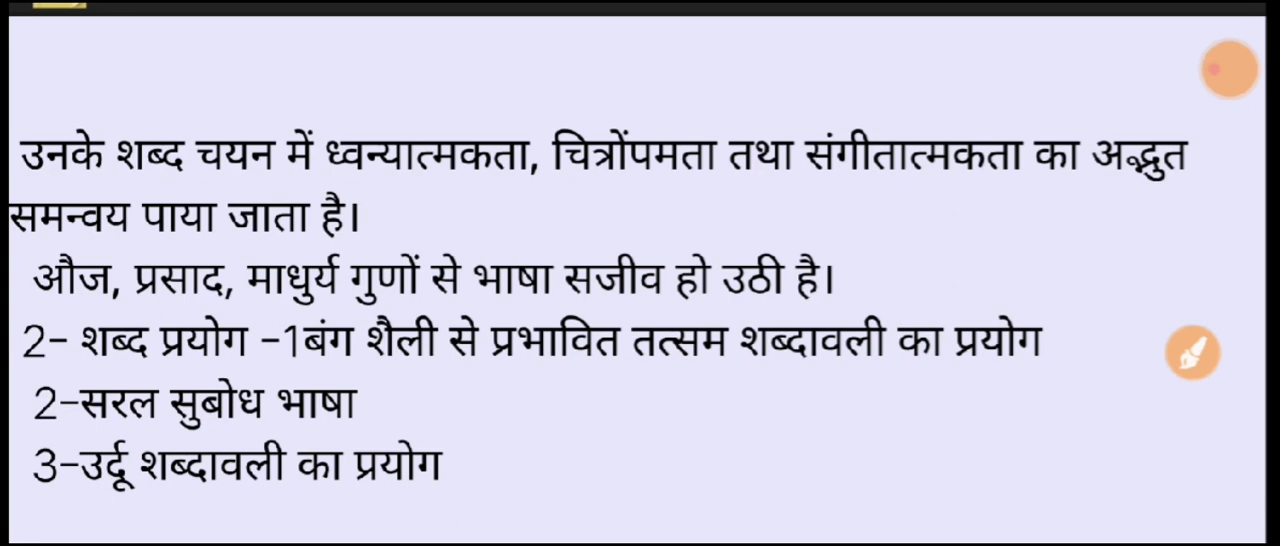 उनके शब्द चयन में ध्वन्यात्मकता, चित्रोंपमता तथा संगीतात्मकता का अद्भुत
समन्वय पाया जाता है।
औज, प्रसाद, माधुर्य गुणों से भाषा सजीव हो उठी है।
2- शब्द प्रयोग -1बंग शैली से प्रभावित तत्सम शब्दावली का प्रयोग
2-सरल सुबोध भाषा
3-उर्दू शब्दावली का प्रयोग